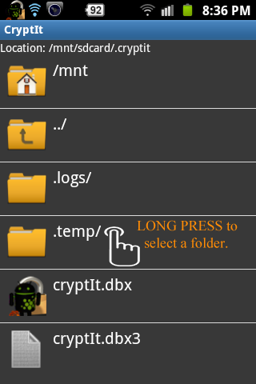 92
8:36 PM
CryptIt
Location: /mnt/sdcard/.cryptit
/mnt
../
.logs/
.temp/
LONG PRESS to
select a folder.
cryptIt.dbx
cryptIt.dbx3